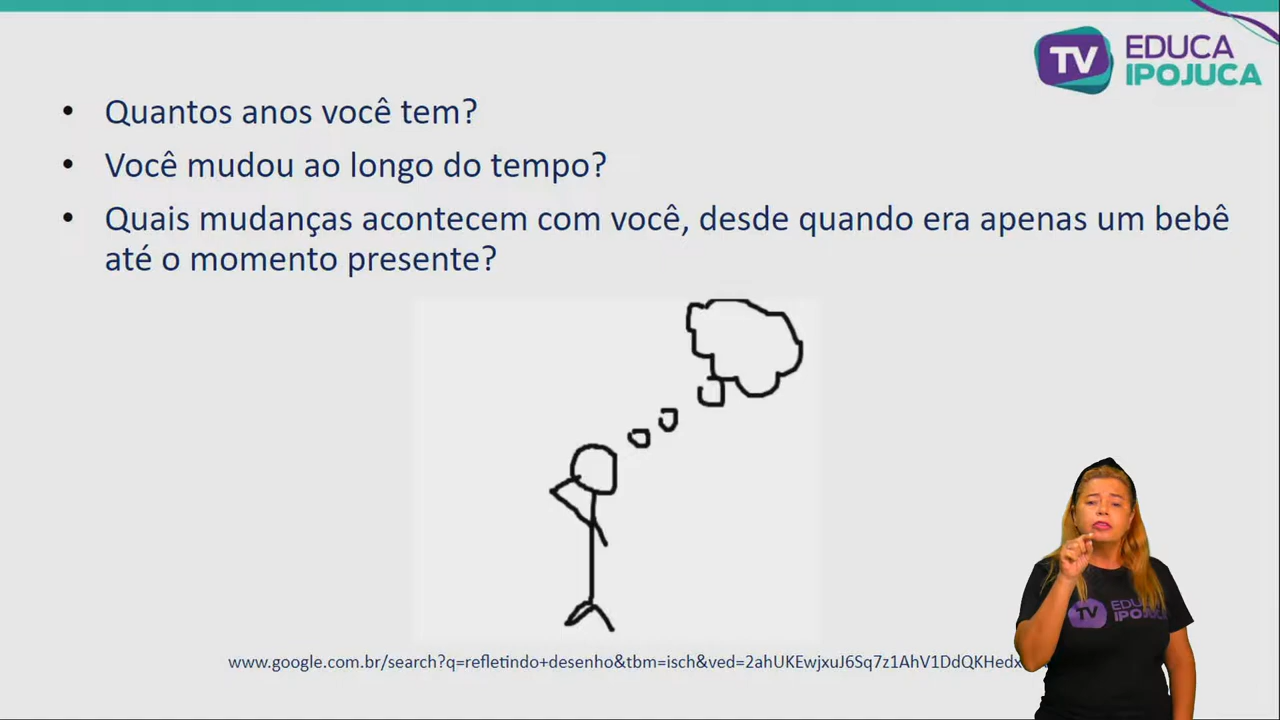 TV EDUCA
IPOJUCA
• Quantos anos você tem?
• Você mudou ao longo do tempo?
• Quais mudanças acontecem com você, desde quando era apenas um bebê
até o momento presente?
TV EDUCA
IPOJUCA
www.google.com.br/search?q=refletindo+desenho&tbm=isch&ved=2ahUKEwjxuJ6Sq7z1AhV1DdQKHedx